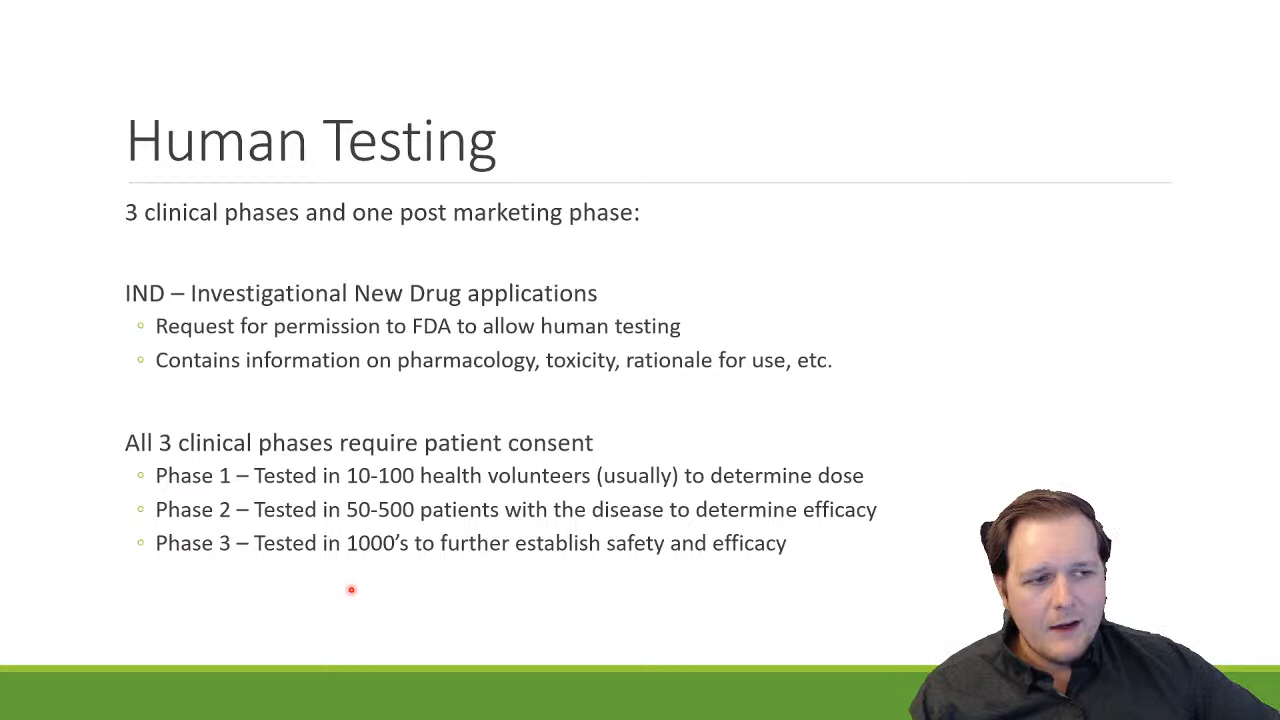 Human Testing
3 clinical phases and one post marketing phase:
IND – Investigational New Drug applications
◦ Request for permission to FDA to allow human testing
◦ Contains information on pharmacology, toxicity, rationale for use, etc.
All 3 clinical phases require patient consent
◦ Phase 1 – Tested in 10-100 health volunteers (usually) to determine dose
◦ Phase 2 – Tested in 50-500 patients with the disease to determine efficacy
◦ Phase 3 – Tested in 1000’s to further establish safety and efficacy